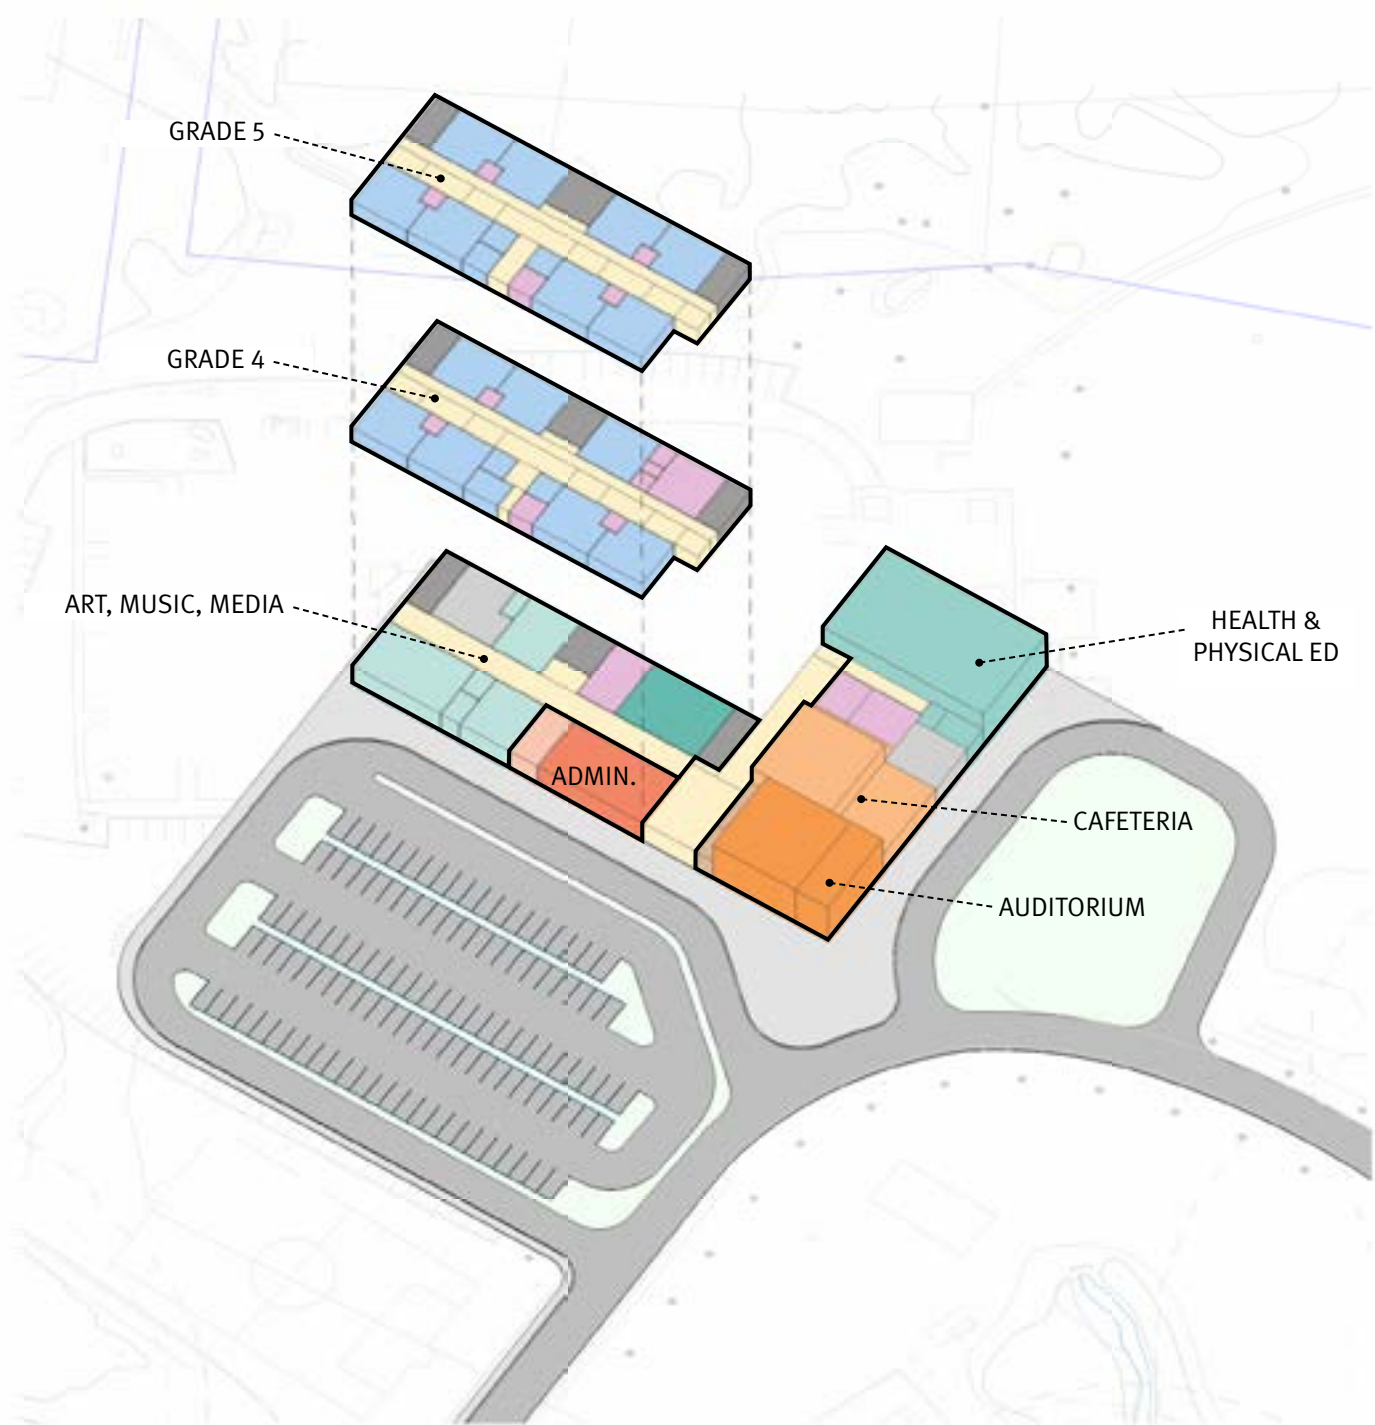 GRADE 5
GRADE 4
ART, MUSIC, MEDIA
HEALTH &
PHYSICAL ED
ADMIN.
CAFETERIA
AUDITORIUM